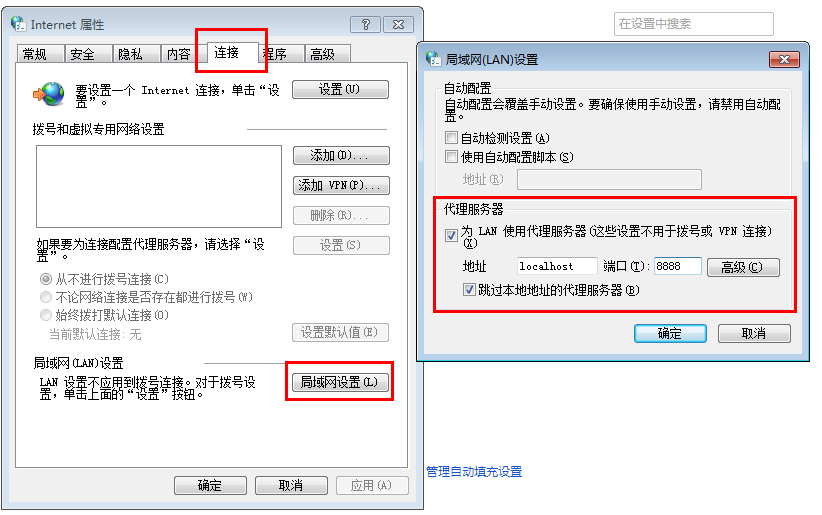 Internet 属性
常规
安全
隐私
内容
连接
程序
高级
要设置一个 Internet 连接，单击“设
置”。
设置(U)
拨号和虚拟专用网络设置
添加(D)...
添加 VPN(P)...
删除(R)...
如果要为连接配置代理服务器，请选择“设
置”。
设置(S)
从不进行拨号连接(C)
不论网络连接是否存在都进行拨号(W)
始终拨打默认连接(O)
当前默认连接: 无
设置默认值(E)
局域网(LAN)设置
LAN 设置不应用到拨号连接。对于拨号设
置，单击上面的“设置”按钮。
局域网设置(L)
确定
取消
应用(A)
在设置中搜索
局域网(LAN)设置
自动配置
自动配置会覆盖手动设置。要确保使用手动设置，请禁用自动配
置。
自动检测设置(A)
使用自动配置脚本(S)
地址(R)
代理服务器
为 LAN 使用代理服务器(这些设置不用于拨号或 VPN 连接)
(X)
地址
localhost
端口(T):
8888
高级(C)
跳过本地地址的代理服务器(B)
确定
取消
管理自动填充设置